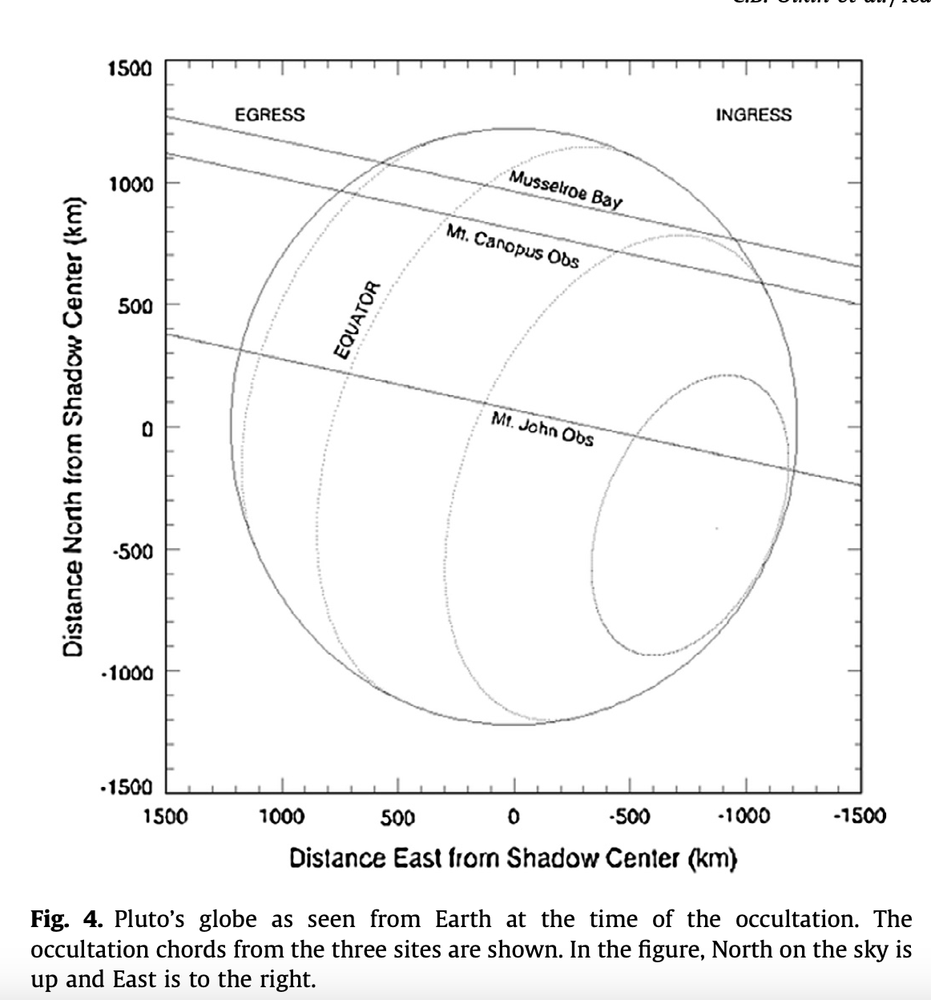 1500
EGRESS
INGRESS
Musselroe Bay
1000
Mt. Canopus Obs
500
EQUATOR
Mt. John Obs
0
-500
-1000
-1500
Distance North from Shadow Center (km)
1500 1000 500 0 -500 -1000 -1500
Distance East from Shadow Center (km)
Fig. 4. Pluto’s globe as seen from Earth at the time of the occultation. The
occultation chords from the three sites are shown. In the figure, North on the sky is
up and East is to the right.